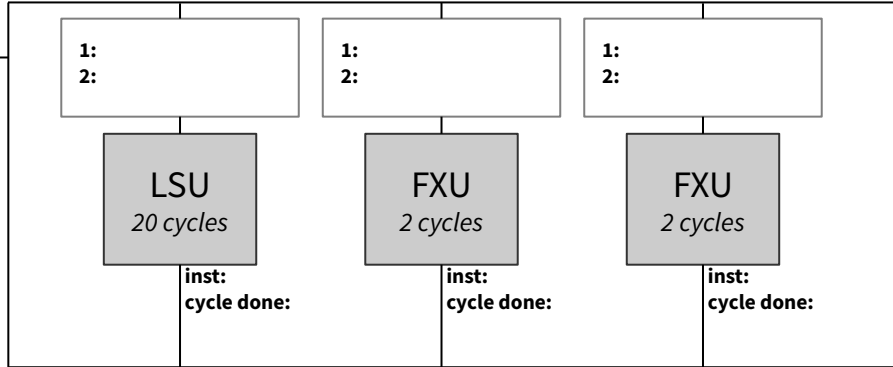 1:
2:
1:
2:
1:
2:
LSU
20 cycles
FXU
2 cycles
FXU
2 cycles
inst:
cycle done:
inst:
cycle done:
inst:
cycle done: